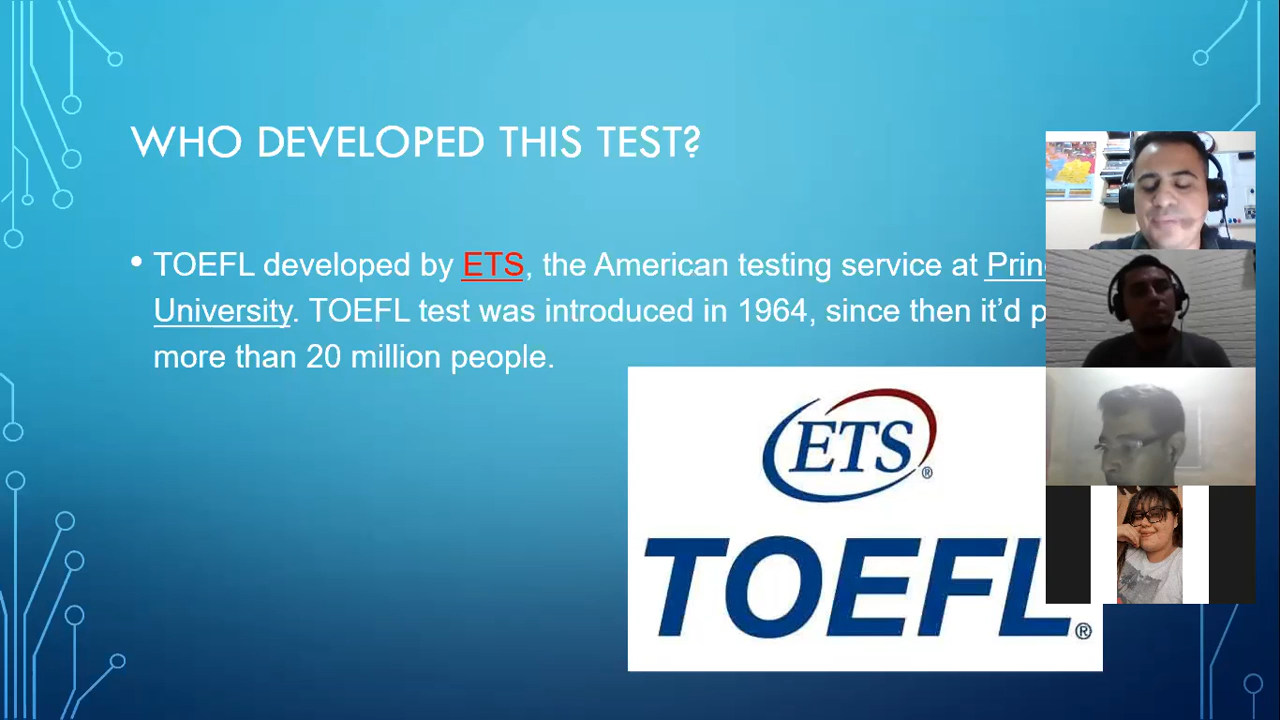 WHO DEVELOPED THIS TEST?
• TOEFL developed by ETS, the American testing service at
University. TOEFL test was introduced in 1964, since then it’d
more than 20 million people.
ETS®
TOEFL®